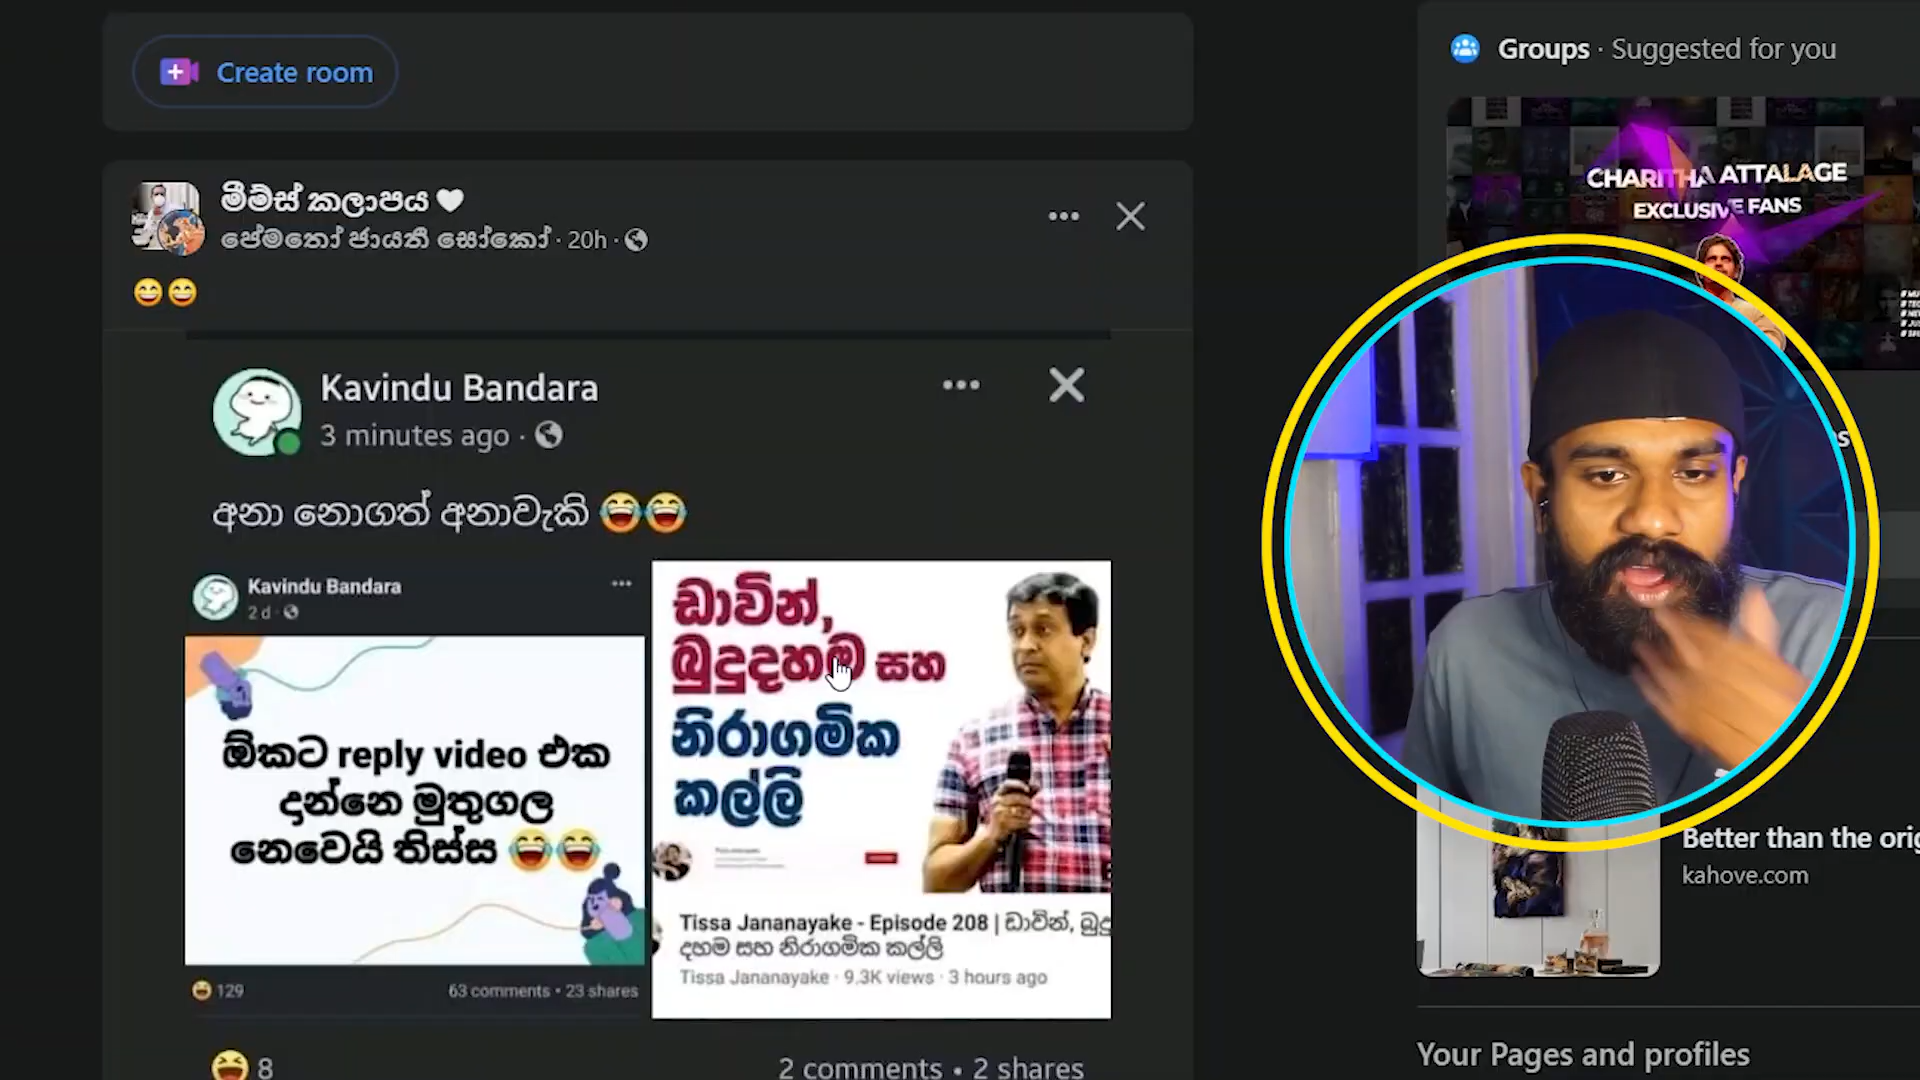 Create room
මීම්ස් කලාපය
පේමතෝ ජායතී සෝකෝ · 20h ·
Kavindu Bandara
3 minutes ago ·
අනා නොගත් අනාවැකි
Kavindu Bandara
2 d ·
ඕකට reply video එක
දාන්නෙ මුතුගල
නෙවෙයි තිස්ස
129
63 comments • 23 shares
ඩාවින්,
බුදුදහම සහ
නිරාගමික
කල්ලි
Tissa Jananayake - Episode 208 | ඩාවින්, බුදු
දහම සහ නිරාගමික කල්ලි
Tissa Jananayake · 9.3K views · 3 hours ago
8
2 comments • 2 shares
Groups · Suggested for you
CHARITHA ATTALAGE
EXCLUSIVE FANS
Better than the orig
kahove.com
Your Pages and profiles